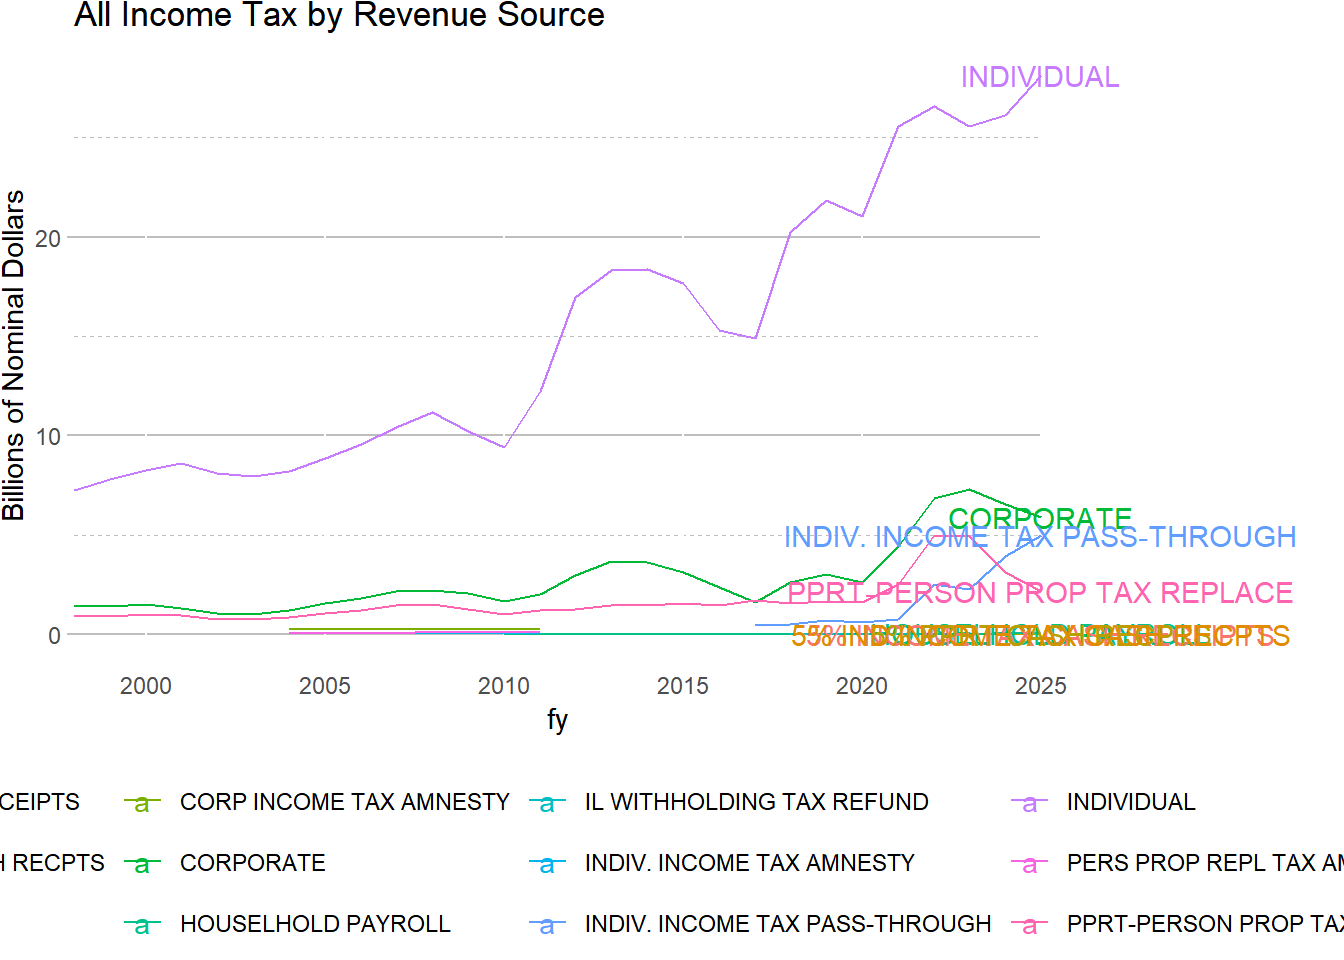 All Income Tax by Revenue Source
Billions of Nominal Dollars
20
10
0
INDIVIDUAL
CORPORATE
INDIV. INCOME TAX PASS-THROUGH
PPRT-PERSON PROP TAX REPLACE
2000 2005 2010 2015 2020 2025
fy
CEIPTS a CORP INCOME TAX AMNESTY a IL WITHHOLDING TAX REFUND a INDIVIDUAL
H RECPTS a CORPORATE a INDIV. INCOME TAX AMNESTY a PERS PROP REPL TAX AM
a HOUSELHOLD PAYROLL a INDIV. INCOME TAX PASS-THROUGH a PPRT-PERSON PROP TAX